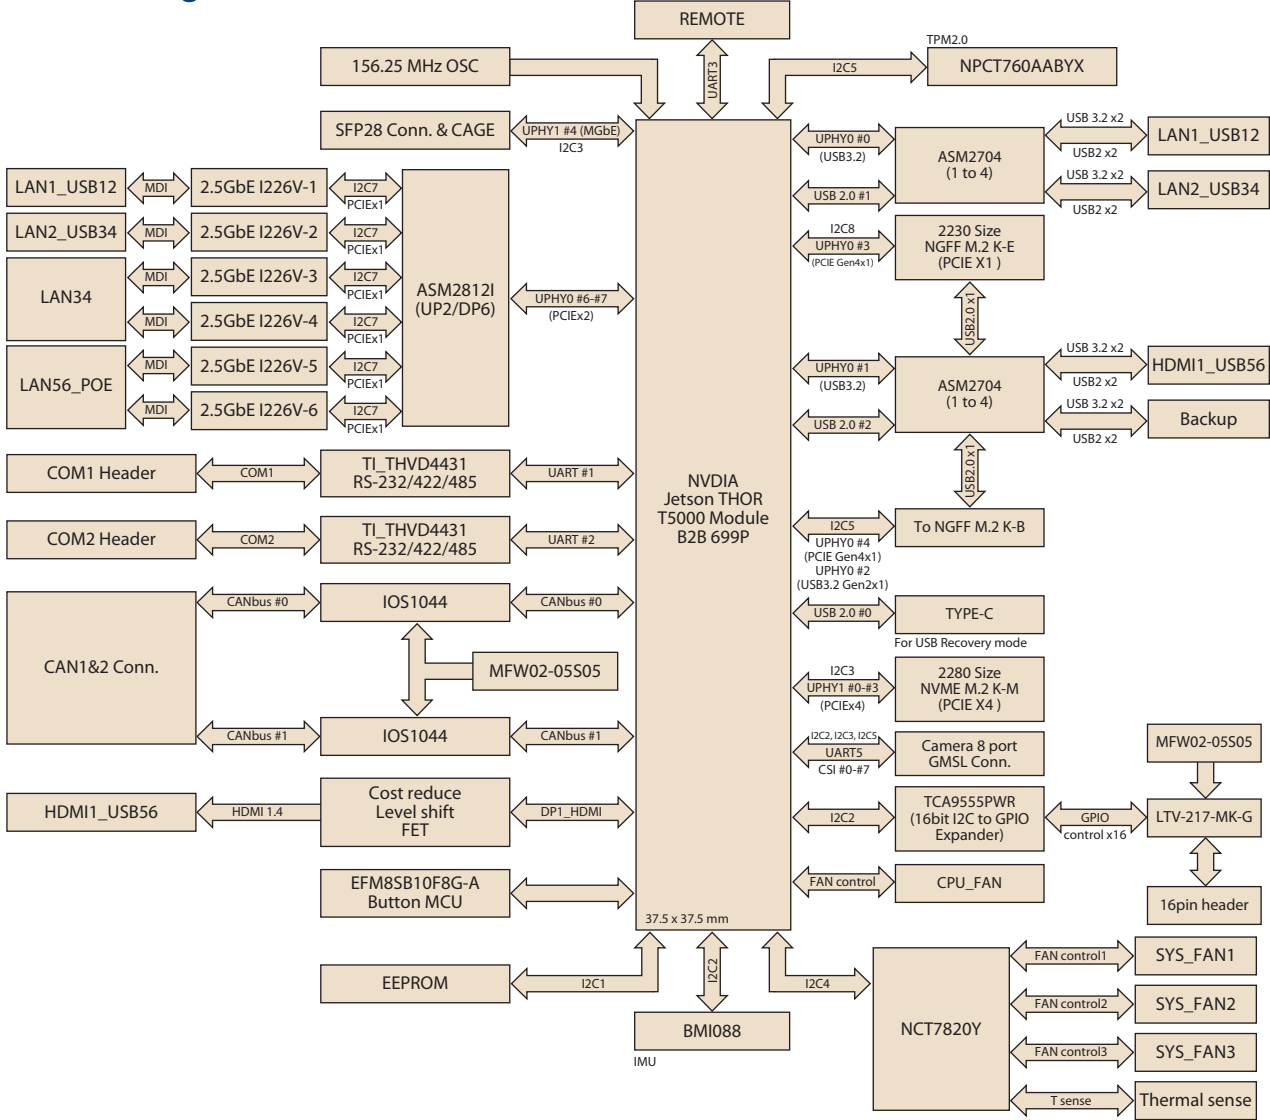 REMOTE
UART3
156.25 MHz OSC
TPM2.0
I2C5
NPCT760AABYX
SFP28 Conn. & CAGE
UPHY1 #4 (MGbE)
I2C3
LAN1_USB12
MDI
2.5GbE I226V-1
I2C7
PCIEx1
LAN2_USB34
MDI
2.5GbE I226V-2
I2C7
PCIEx1
LAN34
MDI
2.5GbE I226V-3
I2C7
PCIEx1
MDI
2.5GbE I226V-4
I2C7
PCIEx1
LAN56_POE
MDI
2.5GbE I226V-5
I2C7
PCIEx1
MDI
2.5GbE I226V-6
I2C7
PCIEx1
ASM2812I
(UP2/DP6)
UPHY0 #6-#7
(PCIEx2)
COM1 Header
COM1
TI_THVD4431
RS-232/422/485
UART #1
COM2 Header
COM2
TI_THVD4431
RS-232/422/485
UART #2
CAN1&2 Conn.
CANbus #0
IOS1044
CANbus #0
MFW02-05S05
CANbus #1
IOS1044
CANbus #1
HDMI1_USB56
HDMI 1.4
Cost reduce
Level shift
FET
DP1_HDMI
EFM8SB10F8G-A
Button MCU
EEPROM
I2C1
NVDIA
Jetson THOR
T5000 Module
B2B 699P
37.5 x 37.5 mm
I2C2
BMI088
IMU
UPHY0 #0
(USB3.2)
USB 2.0 #1
ASM2704
(1 to 4)
USB 3.2 x2
USB2 x2
LAN1_USB12
USB 3.2 x2
USB2 x2
LAN2_USB34
I2C8
UPHY0 #3
(PCIE Gen4x1)
2230 Size
NGFF M.2 K-E
(PCIE X1 )
USB2.0 x1
UPHY0 #1
(USB3.2)
USB 2.0 #2
ASM2704
(1 to 4)
USB 3.2 x2
USB2 x2
HDMI1_USB56
USB 3.2 x2
USB2 x2
Backup
USB2.0 x1
I2C5
UPHY0 #4
(PCIE Gen4x1)
UPHY0 #2
(USB3.2 Gen2x1)
To NGFF M.2 K-B
USB 2.0 #0
TYPE-C
For USB Recovery mode
I2C3
UPHY1 #0-#3
(PCIEx4)
2280 Size
NVME M.2 K-M
(PCIE X4 )
I2C2, I2C3, I2C5
UART5
CSI #0-#7
Camera 8 port
GMSL Conn.
I2C2
TCA9555PWR
(16bit I2C to GPIO
Expander)
GPIO
control x16
MFW02-05S05
LTV-217-MK-G
16pin header
FAN control
CPU_FAN
I2C4
NCT7820Y
FAN control1
SYS_FAN1
FAN control2
SYS_FAN2
FAN control3
SYS_FAN3
T sense
Thermal sense